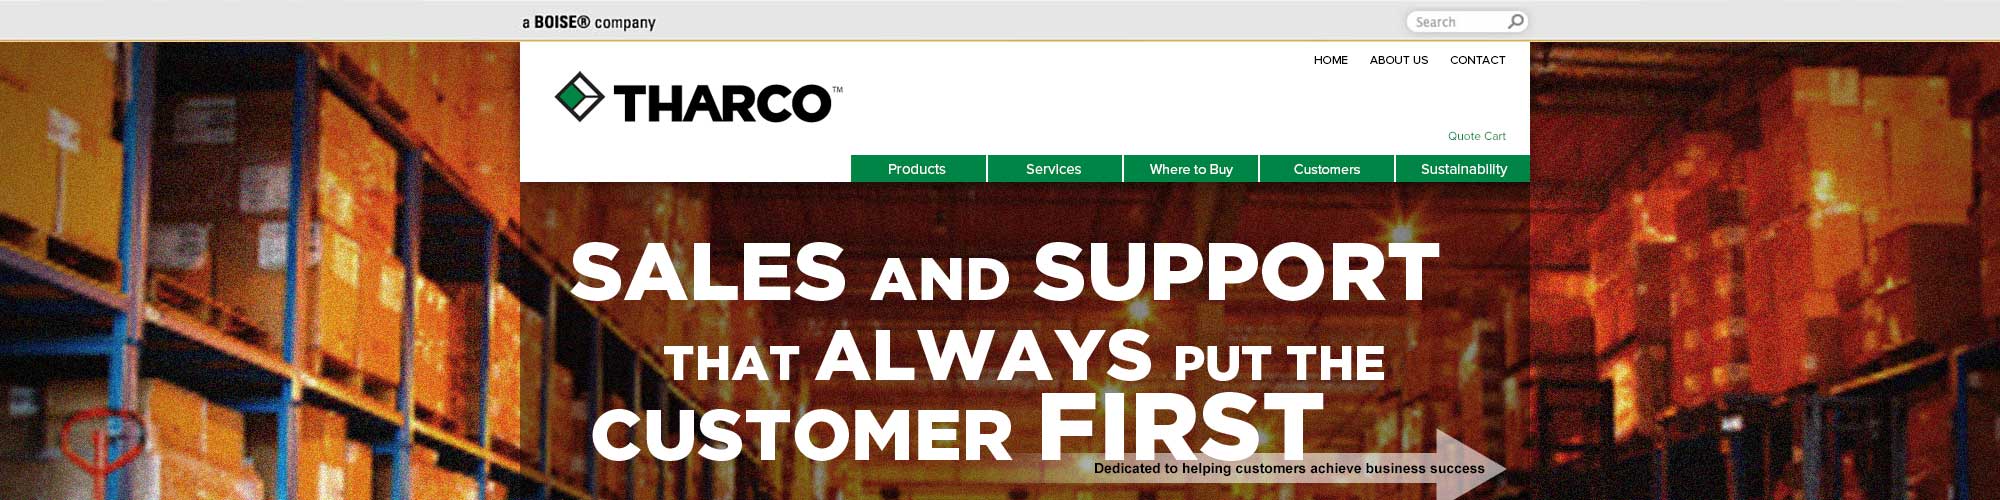 a BOISE® company
Search
HOME ABOUT US CONTACT
THARCO™
Quote Cart
Products Services Where to Buy Customers Sustainability
SALES AND SUPPORT
THAT ALWAYS PUT THE
CUSTOMER FIRST
Dedicated to helping customers achieve business success